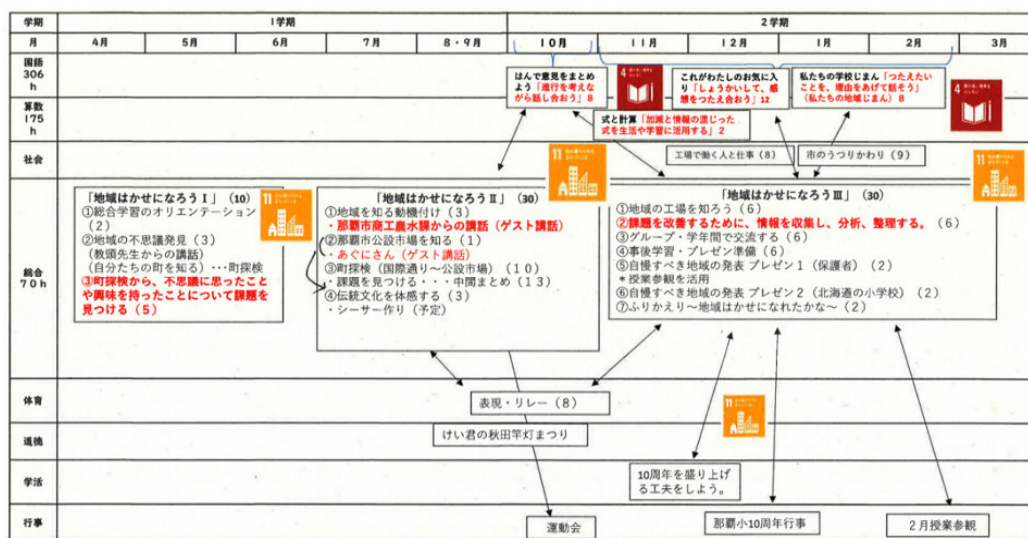 学期 1学期 2学期
月 4月 5月 6月 7月 8・9月 10月 11月 12月 1月 2月 3月
国語
306
h
はんで意見をまとめ
よう「進行を考えな
がら話し合おう」8
4
これがわたしのお気に入
り「しょうかいして、感
想をつたえ合おう」12
私たちの学校じまん「つたえたい
ことを、理由をあげて話そう」
（私たちの地域じまん）8
4
算数
175
h
式と計算「加減と情報の混じった
式を生活や学習に活用する」2
社会
工場で働く人と仕事（8）
市のうつりかわり（9）
11
11
11
総合
70h
「地域はかせになろうⅠ」（10）
①総合学習のオリエンテーション
（2）
②地域の不思議発見（3）
（教頭先生からの講話）
（自分たちの町を知る）・・・町探検
③町探検から、不思議に思ったこと
や興味を持ったことについて課題を
見つける（5）
「地域はかせになろうⅡ」（30）
①地域を知る動機付け（3）
・那覇市商工農水課からの講話（ゲスト講話）
②那覇市公設市場を知る（1）
・あぐにさん（ゲスト講話）
③町探検（国際通り～公設市場）（10）
・課題を見つける・・・中間まとめ（13）
④伝統文化を体感する（3）
・シーサー作り（予定）
「地域はかせになろうⅢ」（30）
①地域の工場を知ろう（6）
②課題を改善するために、情報を収集し、分析、整理する。（6）
③グループ・学年間で交流する（6）
④事後学習・プレゼン準備（6）
⑤自慢すべき地域の発表 プレゼン1（保護者）（2）
＊授業参観を活用
⑥自慢すべき地域の発表 プレゼン2（北海道の小学校）（2）
⑦ふりかえり～地域はかせになれたかな～（2）
体育
表現・リレー（8）
11
道徳
けい君の秋田竿灯まつり
学活
10周年を盛り上げ
る工夫をしよう。
行事
運動会
那覇小10周年行事
2月授業参観